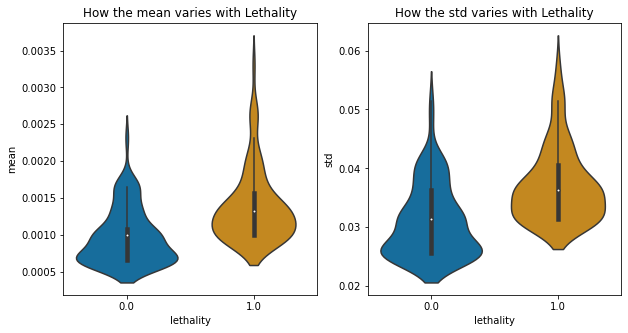 How the mean varies with Lethality
mean
0.0035
0.0030
0.0025
0.0020
0.0015
0.0010
0.0005
0.0
1.0
lethality
How the std varies with Lethality
std
0.06
0.05
0.04
0.03
0.02
0.0
1.0
lethality